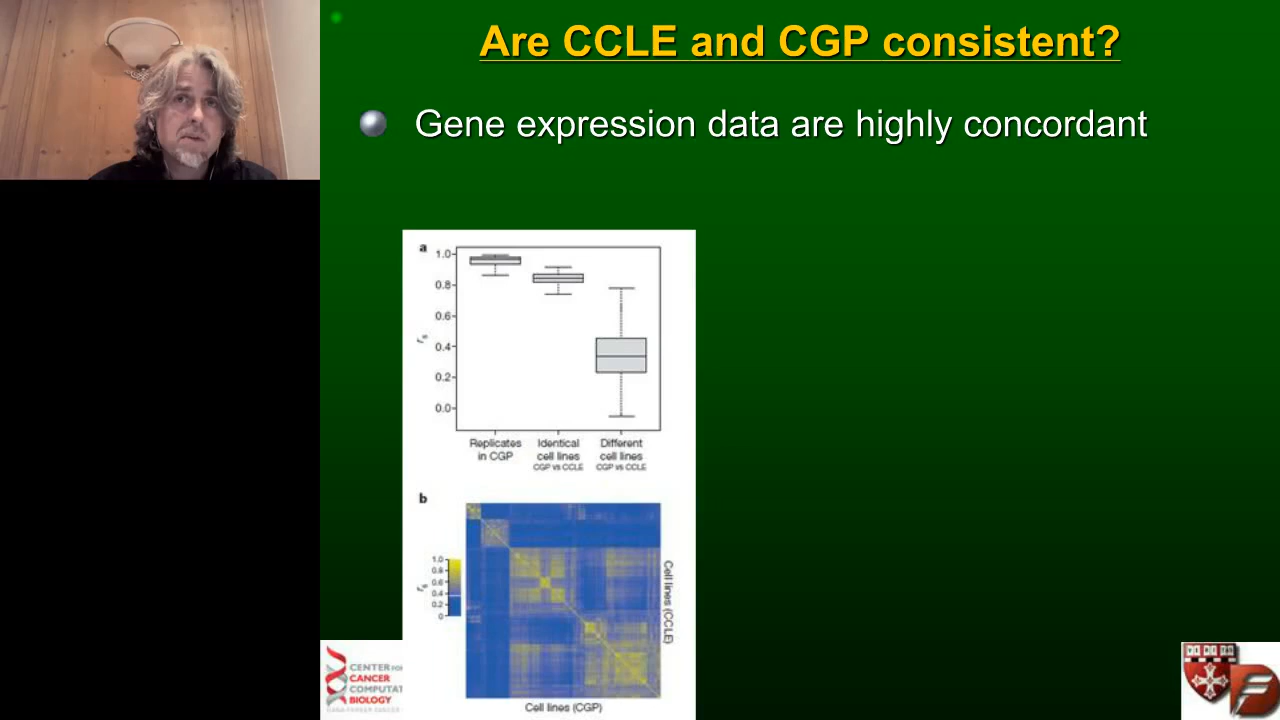 Are CCLE and CGP consistent?
Gene expression data are highly concordant
a
1.0
0.8
0.6
0.4
0.2
0.0
rs
Replicates in CGP
Identical cell lines CGP vs CCLE
Different cell lines CGP vs CCLE
b
1.0
0.8
0.6
0.4
0.2
0
rs
Cell lines (CCLE)
Cell lines (CGP)
CENTER FOR
CANCER
COMPUTAT
BIOLOGY